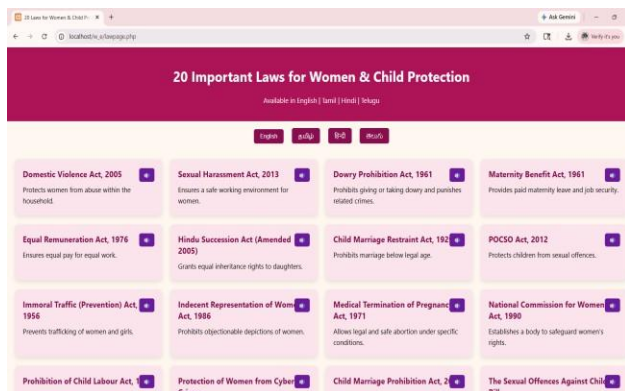 20 Laws for Women & Child Pr
Ask Gemini
localhost/w_s/lawpage.php
Verify it's you
20 Important Laws for Women & Child Protection
Available in English | Tamil | Hindi | Telugu
English தமிழ் हिन्दी తెలుగు
Domestic Violence Act, 2005
Protects women from abuse within the
household.
Sexual Harassment Act, 2013
Ensures a safe working environment for
women.
Dowry Prohibition Act, 1961
Prohibits giving or taking dowry and punishes
related crimes.
Maternity Benefit Act, 1961
Provides paid maternity leave and job security.
Equal Remuneration Act, 1976
Ensures equal pay for equal work.
Hindu Succession Act (Amended
2005)
Grants equal inheritance rights to daughters.
Child Marriage Restraint Act, 192
Prohibits marriage below legal age.
POCSO Act, 2012
Protects children from sexual offences.
Immoral Traffic (Prevention) Act,
1956
Prevents trafficking of women and girls.
Indecent Representation of Wom
Act, 1986
Prohibits objectionable depictions of women.
Medical Termination of Pregnanc
Act, 1971
Allows legal and safe abortion under specific
conditions.
National Commission for Women
Act, 1990
Establishes a body to safeguard women's
rights.
Prohibition of Child Labour Act, 1
Protection of Women from Cyber
Child Marriage Prohibition Act, 2
The Sexual Offences Against Chil